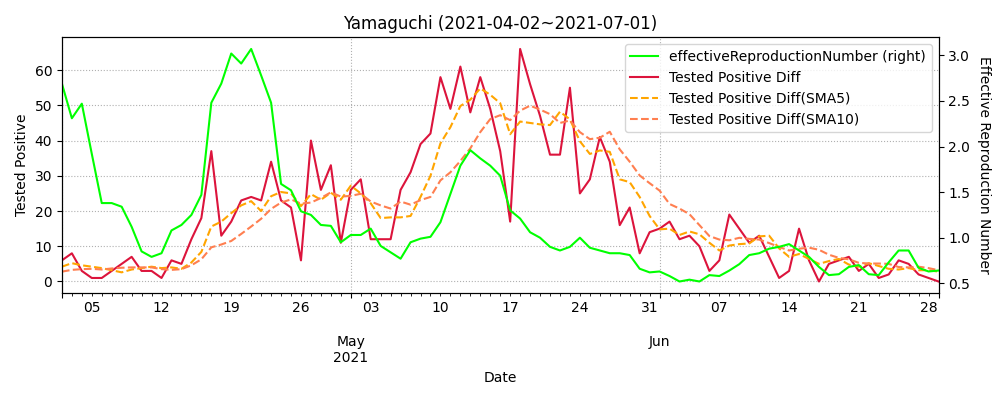 Yamaguchi (2021-04-02~2021-07-01)
effectiveReproductionNumber (right)
Tested Positive Diff
Tested Positive Diff(SMA5)
Tested Positive Diff(SMA10)
Tested Positive
60
50
40
30
20
10
0
Effective Reproduction Number
3.0
2.5
2.0
1.5
1.0
0.5
05 12 19 26 03 10 17 24 31 07 14 21 28
May Jun
2021
Date